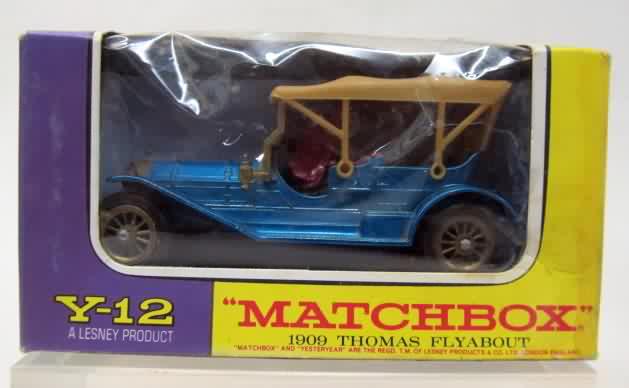 Y-12
A LESNEY PRODUCT
"MATCHBOX"
1909 THOMAS FLYABOUT
"MATCHBOX" AND "YESTERYEAR" ARE THE REGD. T.M. OF LESNEY PRODUCTS & CO. LTD. LONDON ENGLAND